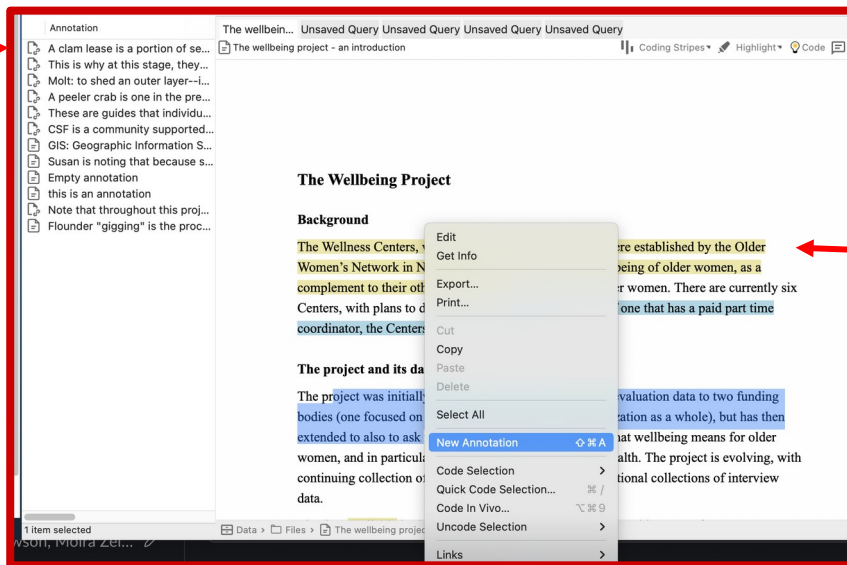 Annotation
A clam lease is a portion of se...
This is why at this stage, they...
Molt: to shed an outer layer--i...
A peeler crab is one in the pre...
These are guides that individu...
CSF is a community supported...
GIS: Geographic Information S...
Susan is noting that because s...
Empty annotation
this is an annotation
Note that throughout this proj...
Flounder "gigging" is the proc...
1 item selected
The wellbein... Unsaved Query Unsaved Query Unsaved Query Unsaved Query
The wellbeing project - an introduction
Coding Stripes Highlight Code
The Wellbeing Project
Background
The Wellness Centers, ere established by the Older
Women's Network in N being of older women, as a
complement to their oth er women. There are currently six
Centers, with plans to d one that has a paid part time
coordinator, the Centers
The project and its da
The project was initially evaluation data to two funding
bodies (one focused on zation as a whole), but has then
extended to also to ask hat wellbeing means for older
women, and in particula alth. The project is evolving, with
continuing collection of tional collections of interview
data.
Edit
Get Info
Export...
Print...
Cut
Copy
Paste
Delete
Select All
New Annotation ⇧⌘A
Code Selection >
Quick Code Selection... ⌘/
Code In Vivo... ⌥⌘9
Uncode Selection >
Links >
Data > Files > The wellbeing projec